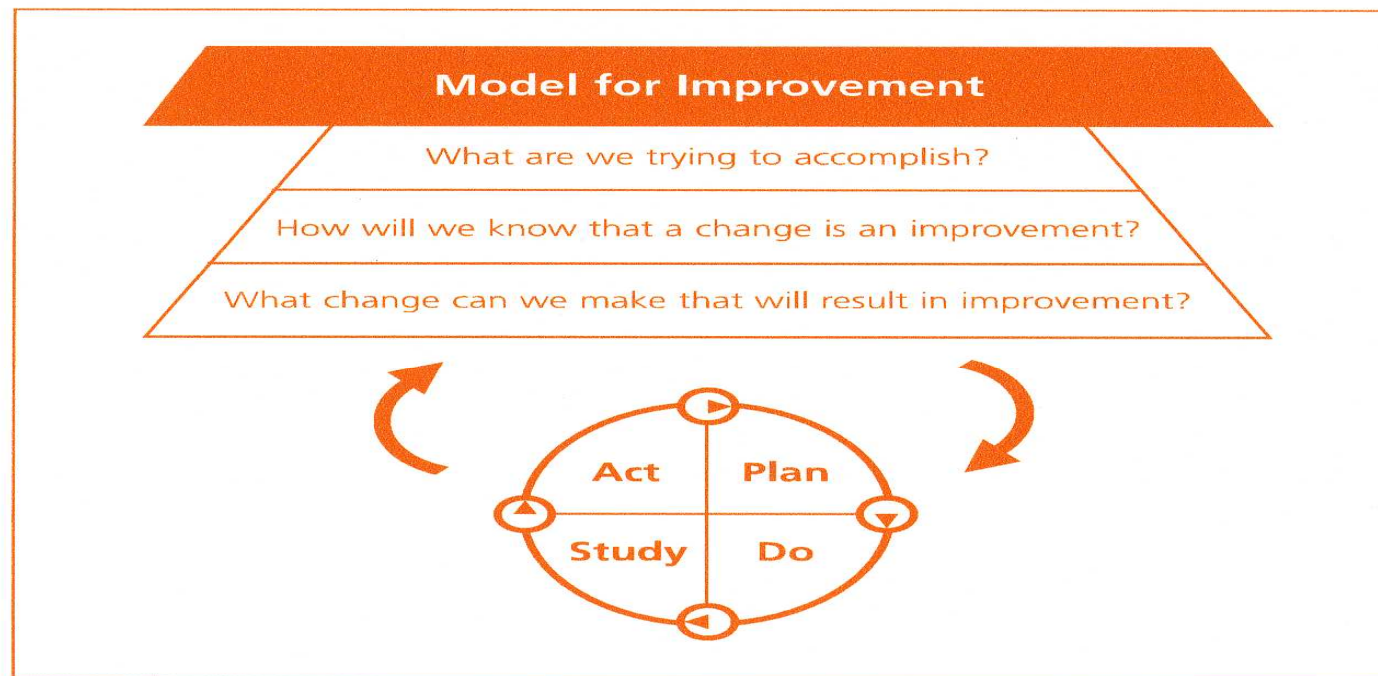 Model for Improvement
What are we trying to accomplish?
How will we know that a change is an improvement?
What change can we make that will result in improvement?
Act
Plan
Study
Do